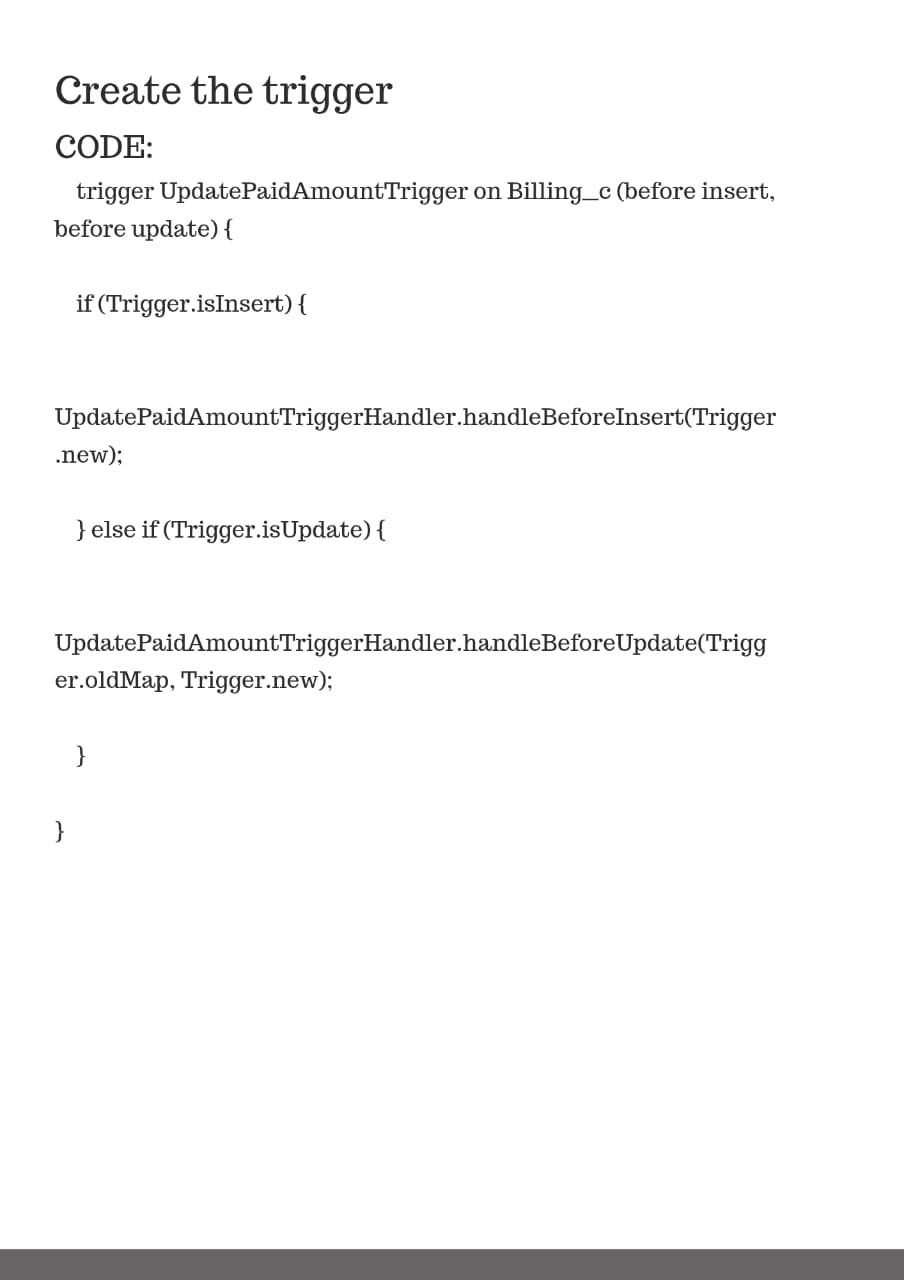 Create the trigger
CODE:
trigger UpdatePaidAmountTrigger on Billing_c (before insert,
before update) {
if (Trigger.isInsert) {
UpdatePaidAmountTriggerHandler.handleBeforeInsert(Trigger
.new);
} else if (Trigger.isUpdate) {
UpdatePaidAmountTriggerHandler.handleBeforeUpdate(Trigg
er.oldMap, Trigger.new);
}
}